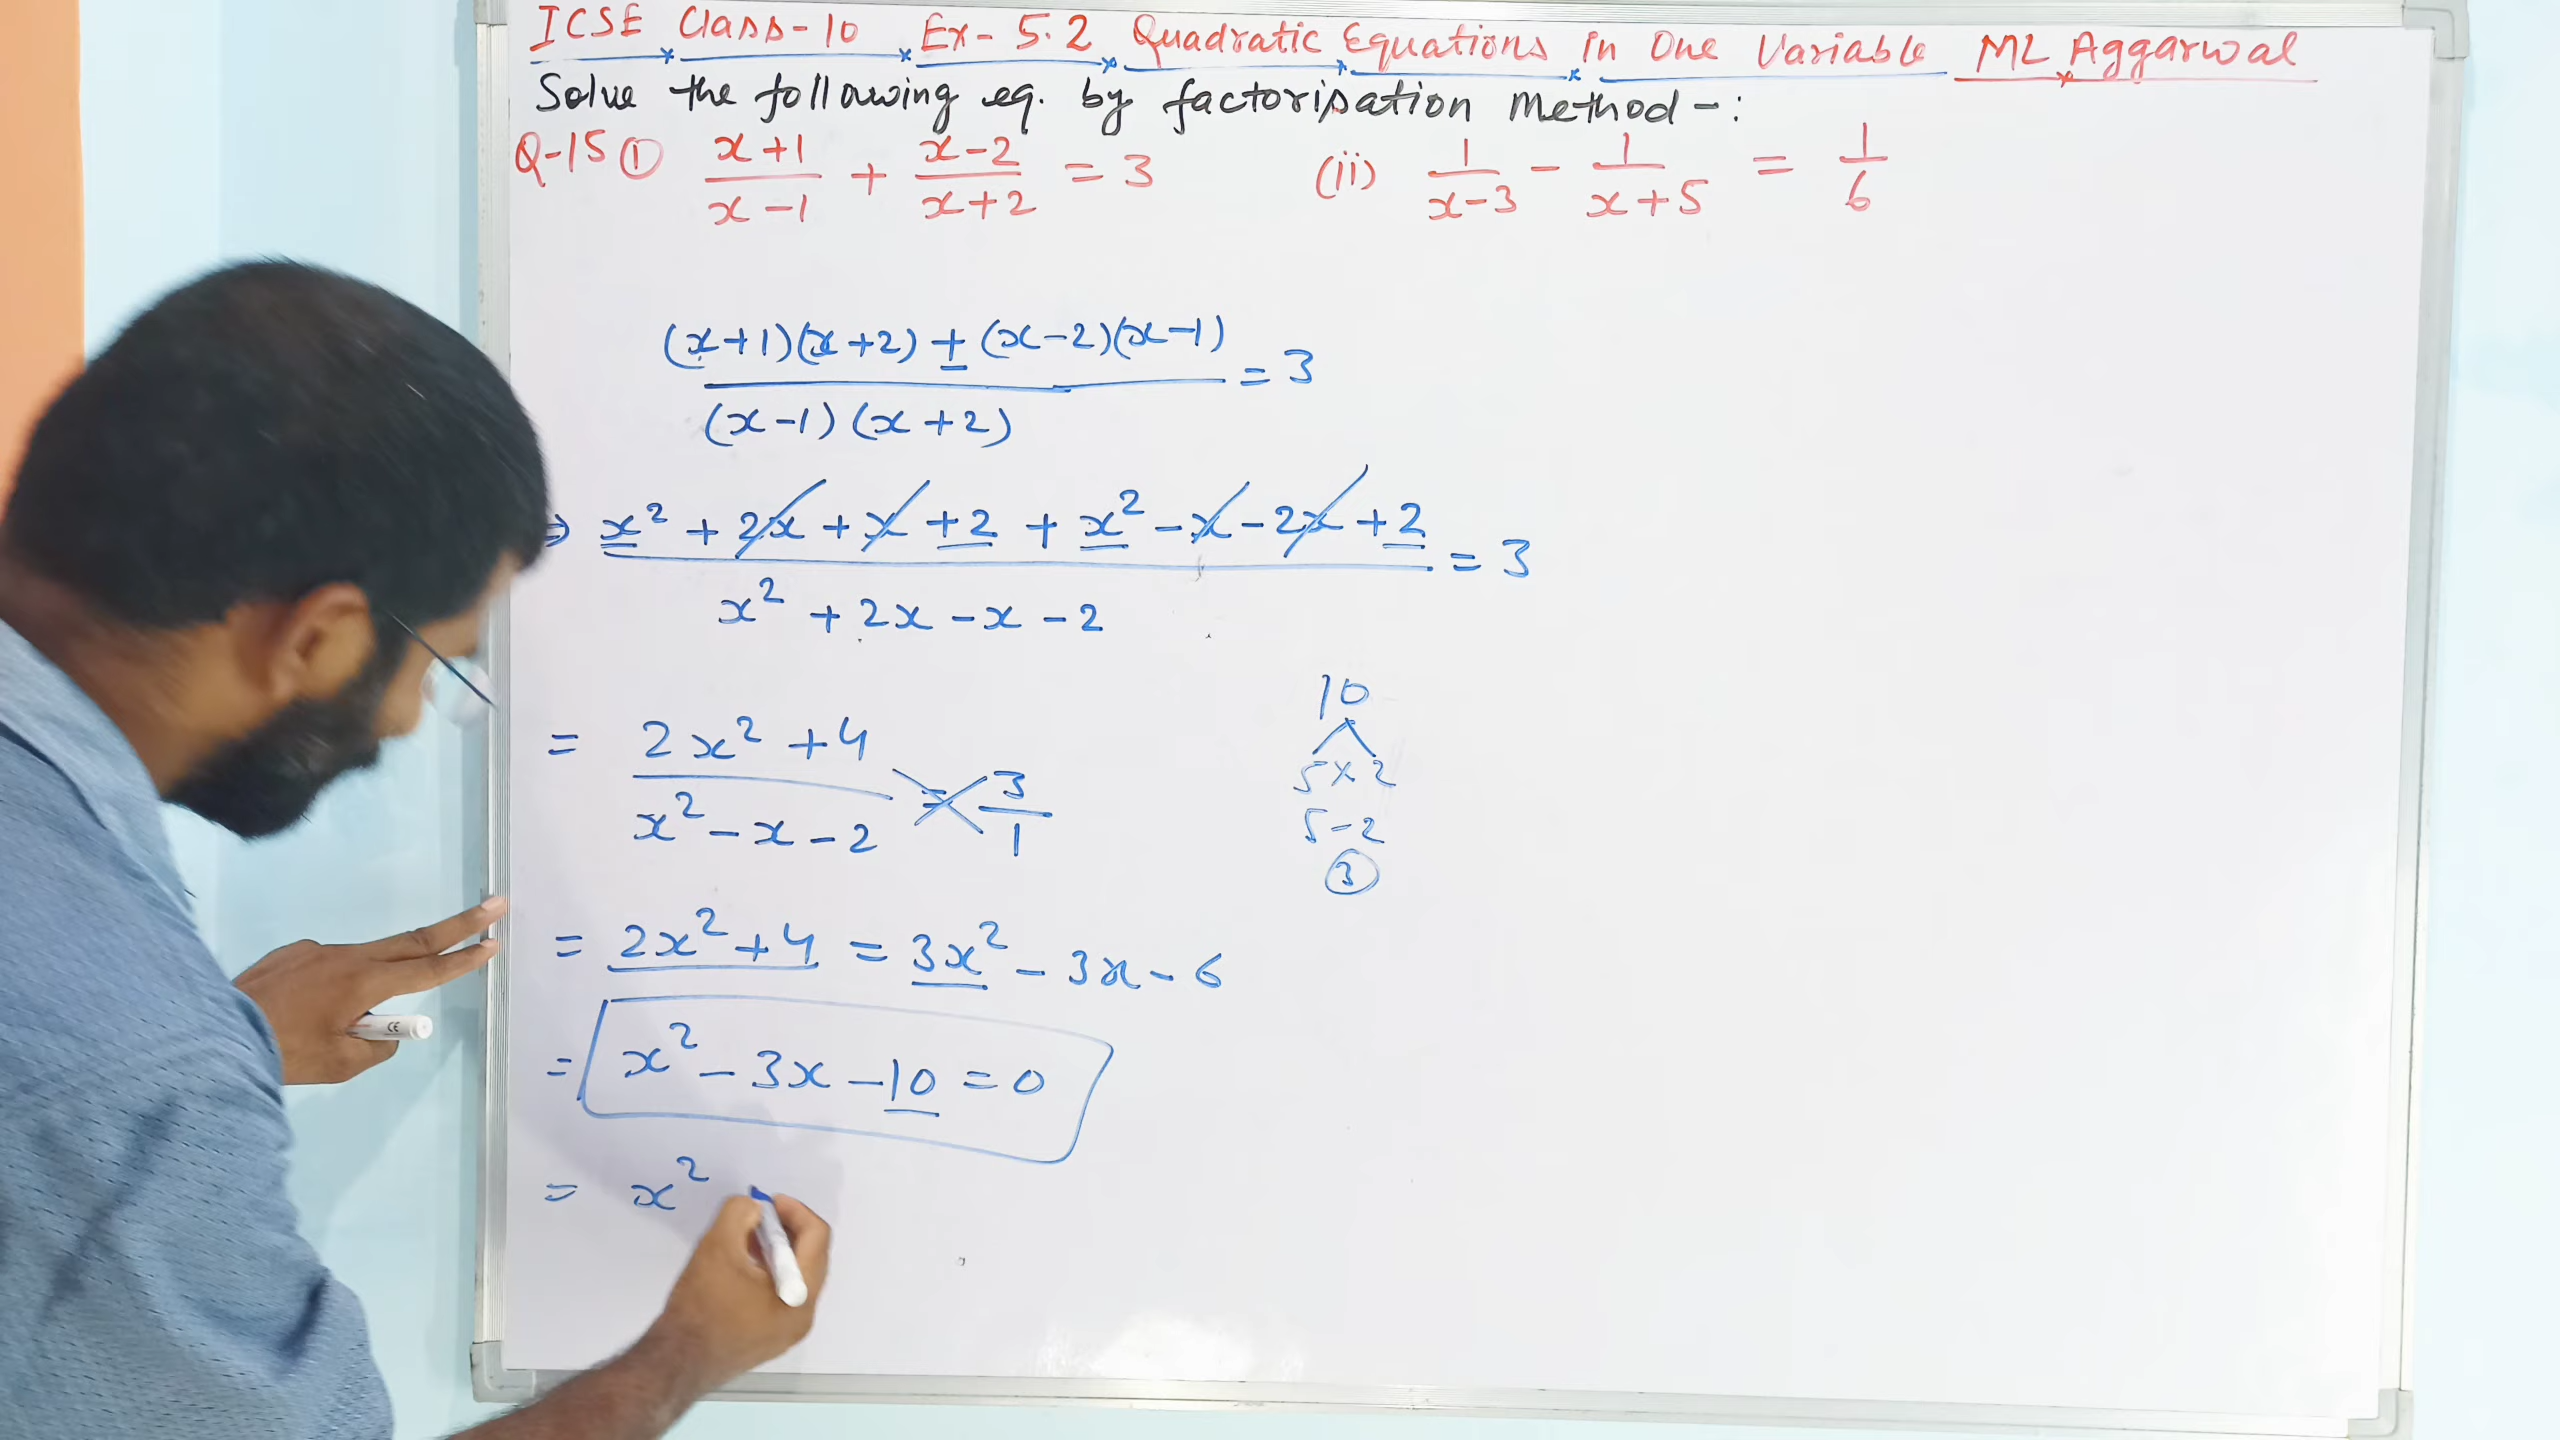 ICSE Class-10 Ex-5.2 Quadratic Equations in One Variable ML Aggarwal
Solve the following eq. by factorisation Method-:
Q-15 ① (x+1)/(x-1) + (x-2)/(x+2) = 3 (ii) 1/(x-3) - 1/(x+5) = 1/6
((x+1)(x+2) + (x-2)(x-1))/((x-1)(x+2)) = 3
⇒ (x² + 2x + x + 2 + x² - x - 2x + 2)/(x² + 2x - x - 2) = 3
= (2x² + 4)/(x² - x - 2) = 3/1
= 2x² + 4 = 3x² - 3x - 6
= x² - 3x - 10 = 0
= x²
10
5×2
5-2
3
CE